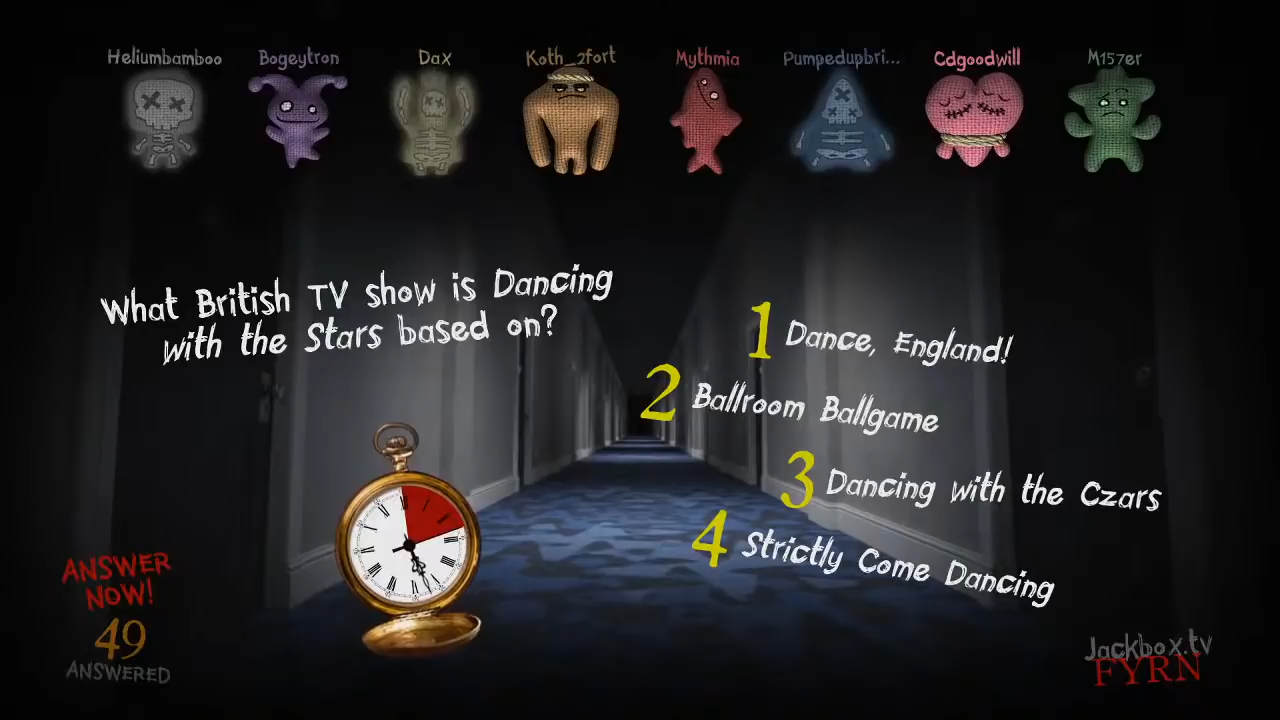 Heliumbamboo
Bogeytron
Dax
Koth_2fort
Mythmia
Pumpedupbri...
Cdgoodwill
M157er
What British TV show is Dancing
with the Stars based on?
1 Dance, England!
2 Ballroom Ballgame
3 Dancing with the Czars
4 Strictly Come Dancing
ANSWER
NOW!
49
ANSWERED
Jackbox.tv
FYRN